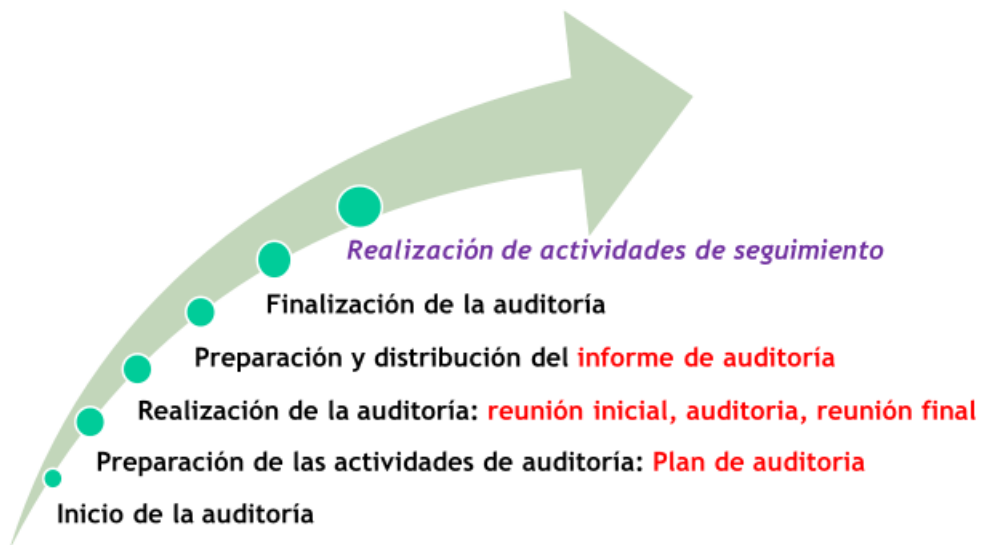 Realización de actividades de seguimiento
Finalización de la auditoría
Preparación y distribución del informe de auditoría
Realización de la auditoría: reunión inicial, auditoria, reunión final
Preparación de las actividades de auditoría: Plan de auditoria
Inicio de la auditoría